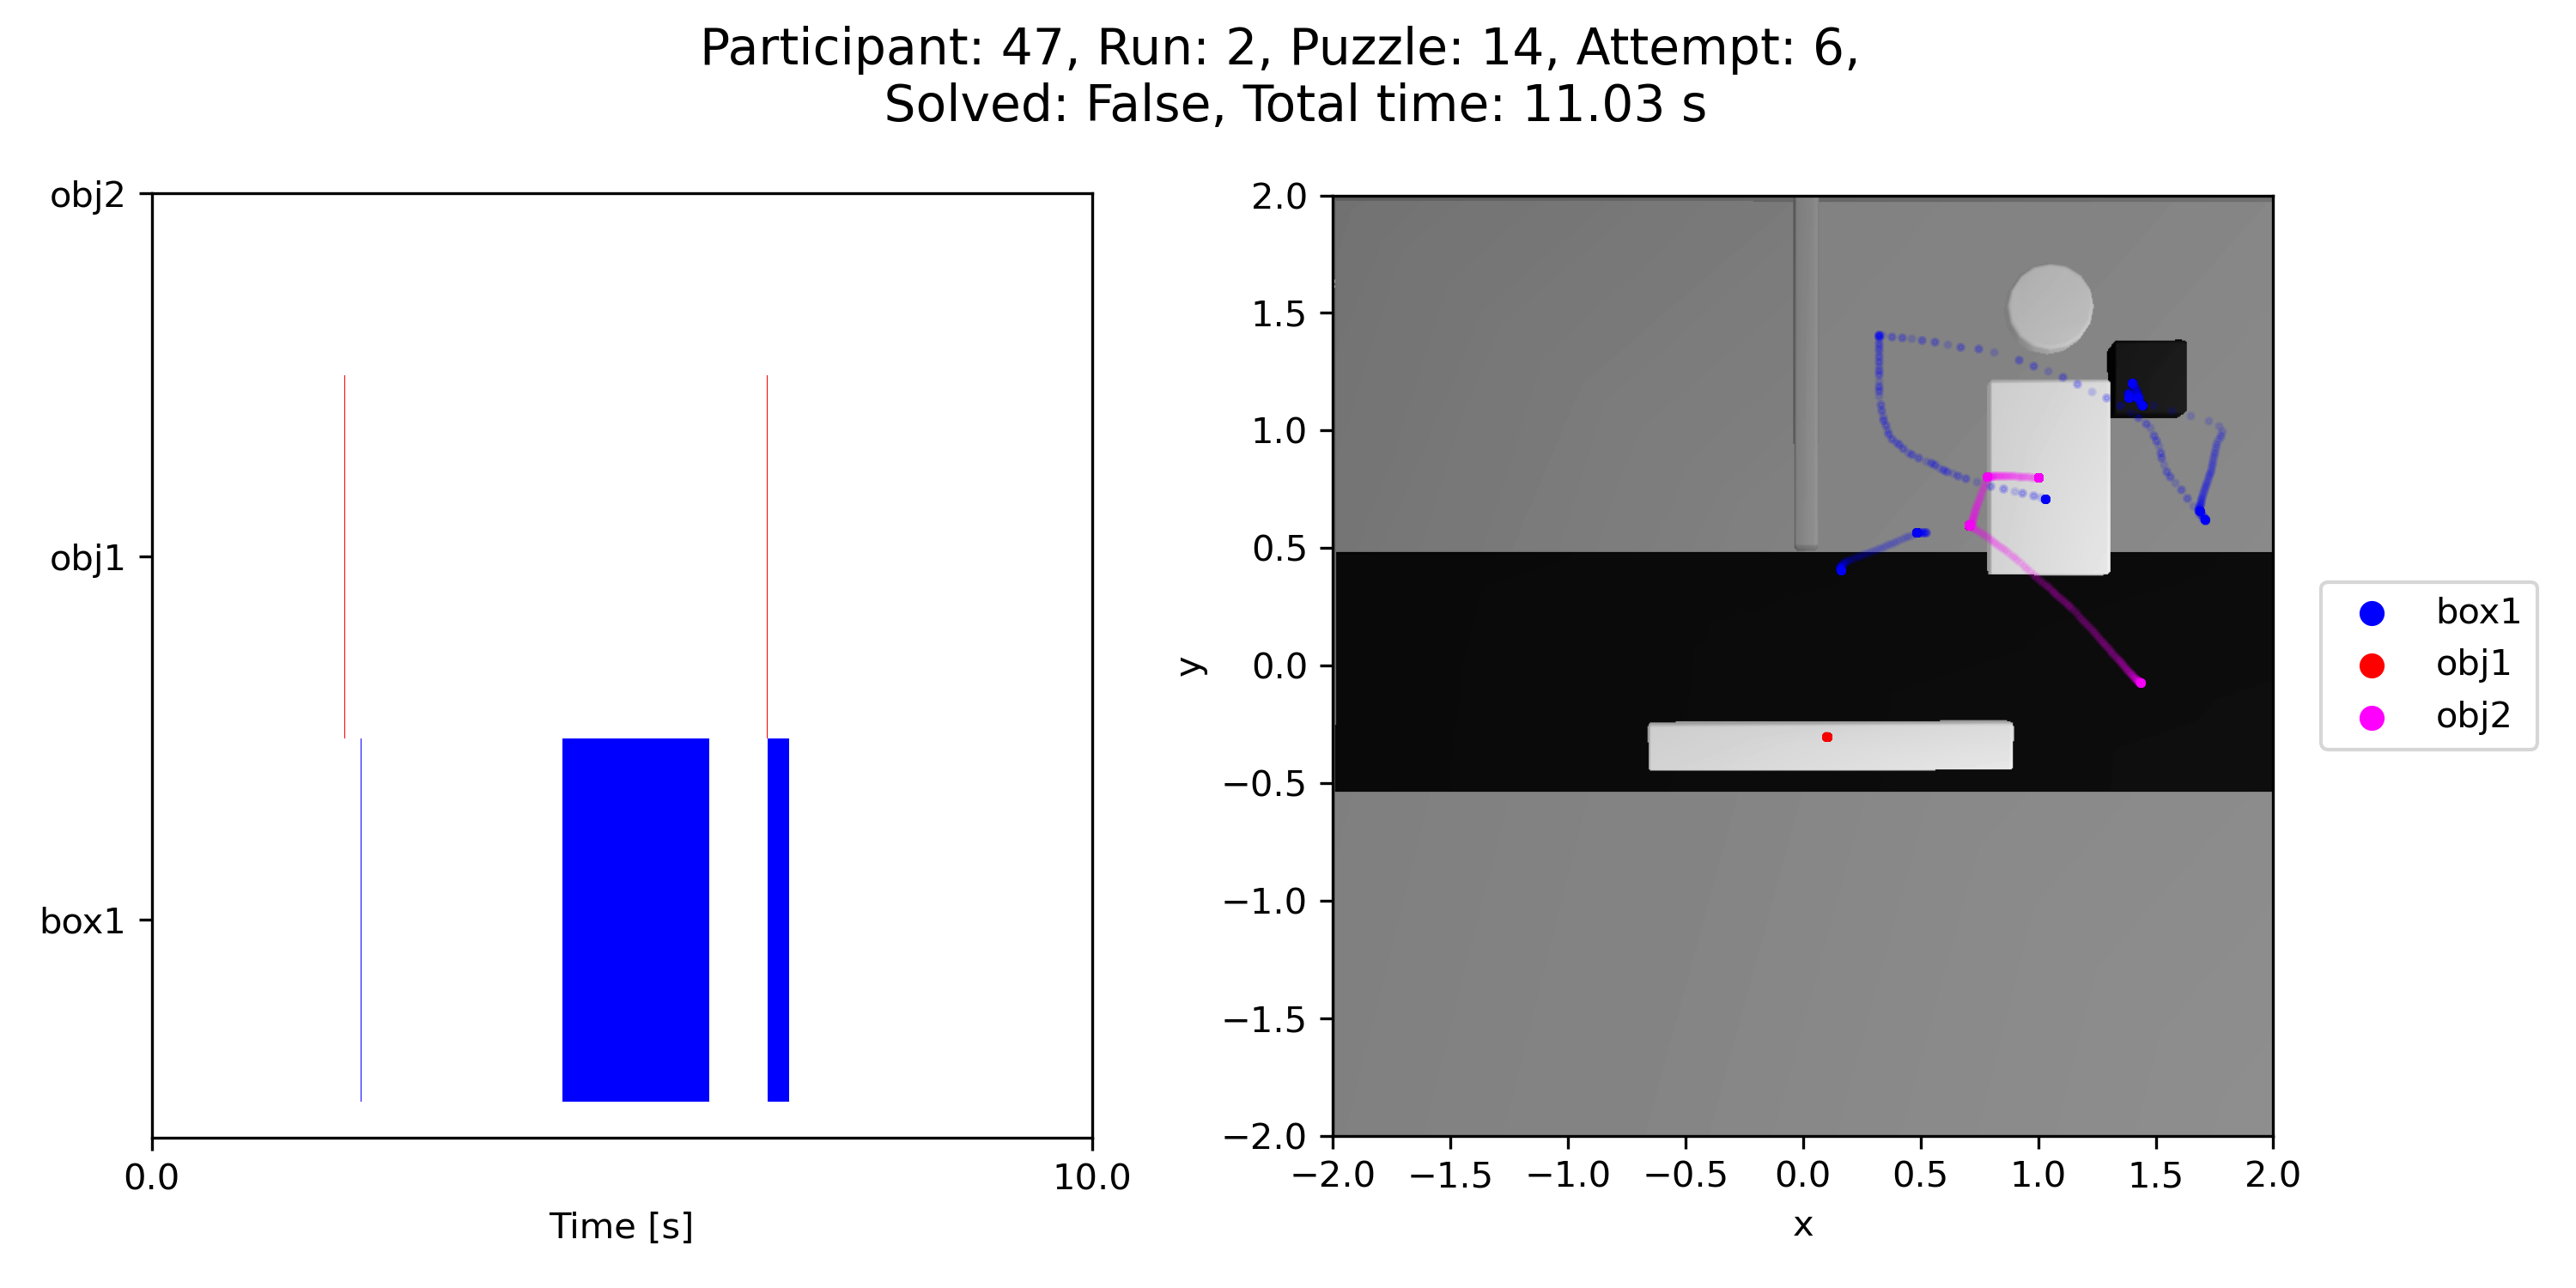 Participant: 47, Run: 2, Puzzle: 14, Attempt: 6,
Solved: False, Total time: 11.03 s
obj2
obj1
box1
0.0
10.0
Time [s]
2.0
1.5
1.0
0.5
0.0
−0.5
−1.0
−1.5
−2.0
y
−2.0 −1.5 −1.0 −0.5 0.0 0.5 1.0 1.5 2.0
x
box1
obj1
obj2